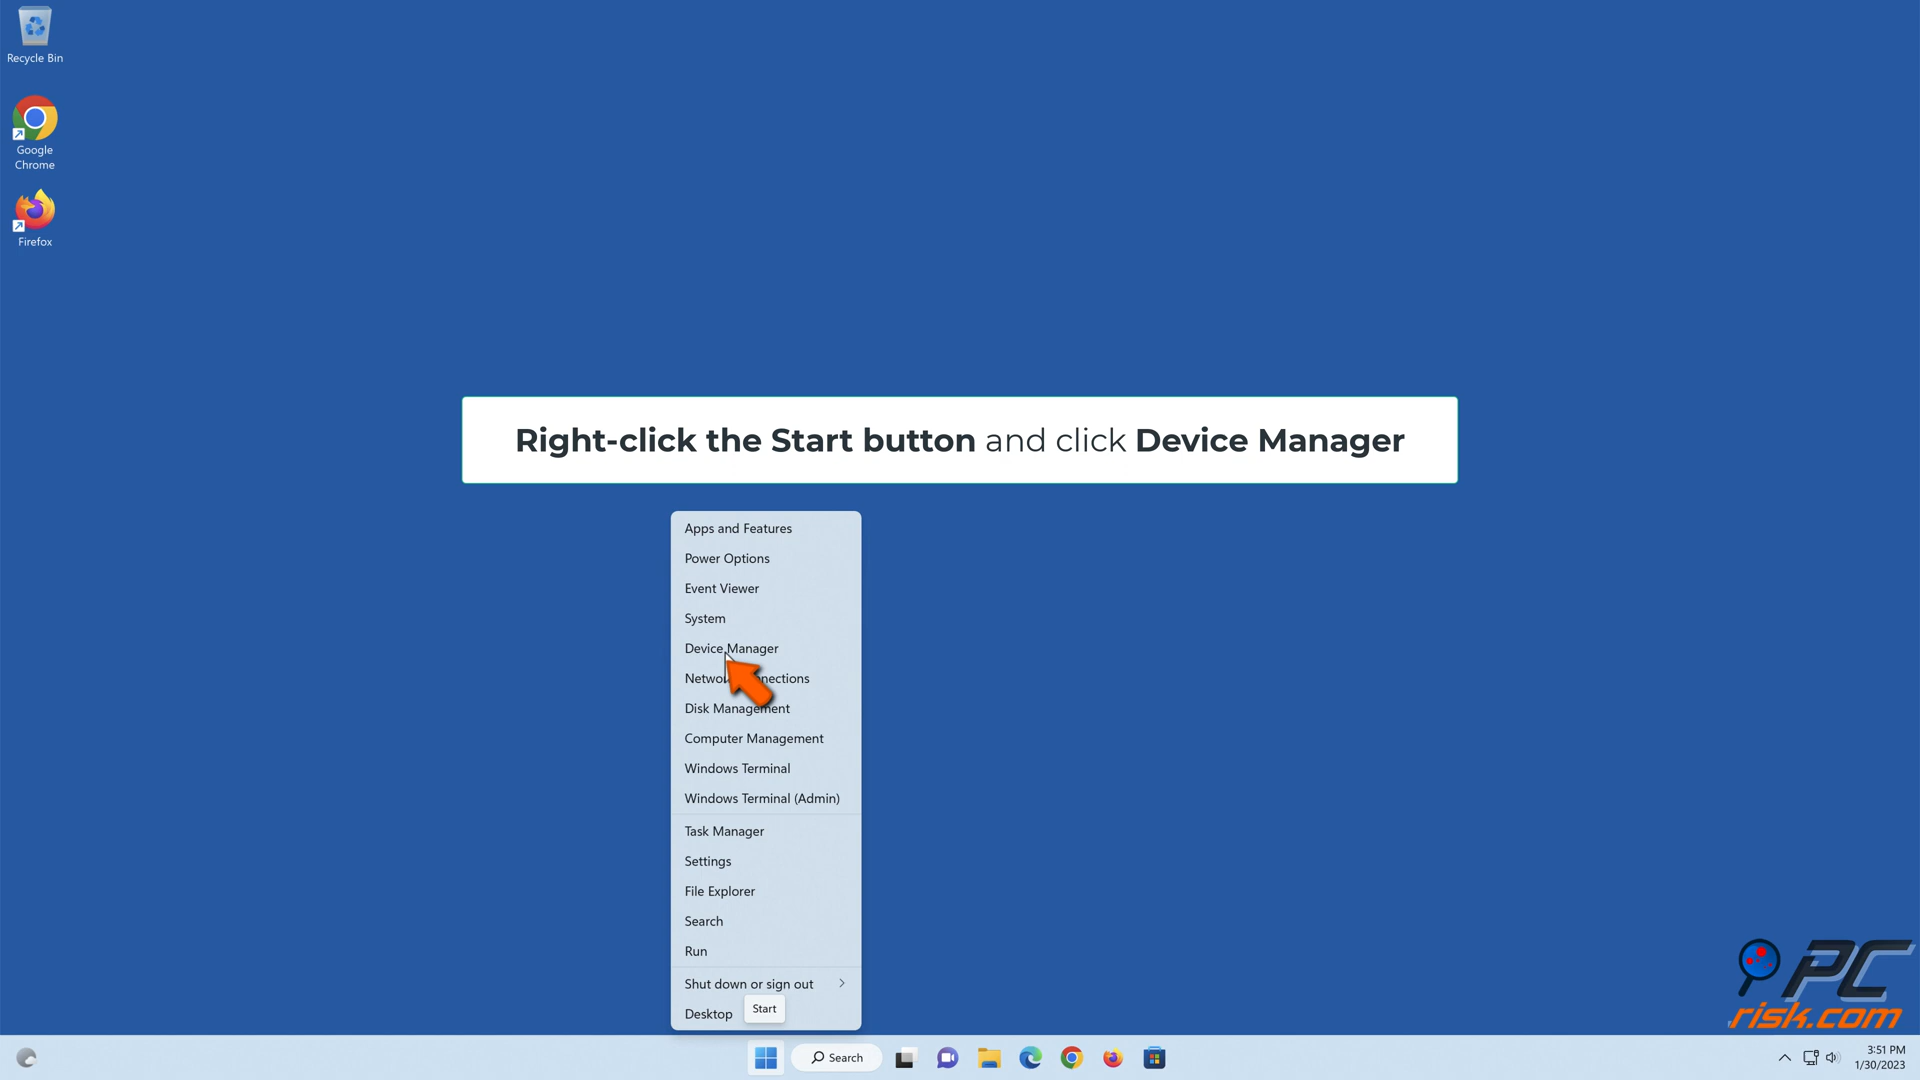 Recycle Bin
Google
Chrome
Firefox
Right-click the Start button and click Device Manager
Apps and Features
Power Options
Event Viewer
System
Device Manager
Network Connections
Disk Management
Computer Management
Windows Terminal
Windows Terminal (Admin)
Task Manager
Settings
File Explorer
Search
Run
Shut down or sign out
Desktop
Start
PC
risk.com
Search
3:51 PM
1/30/2023